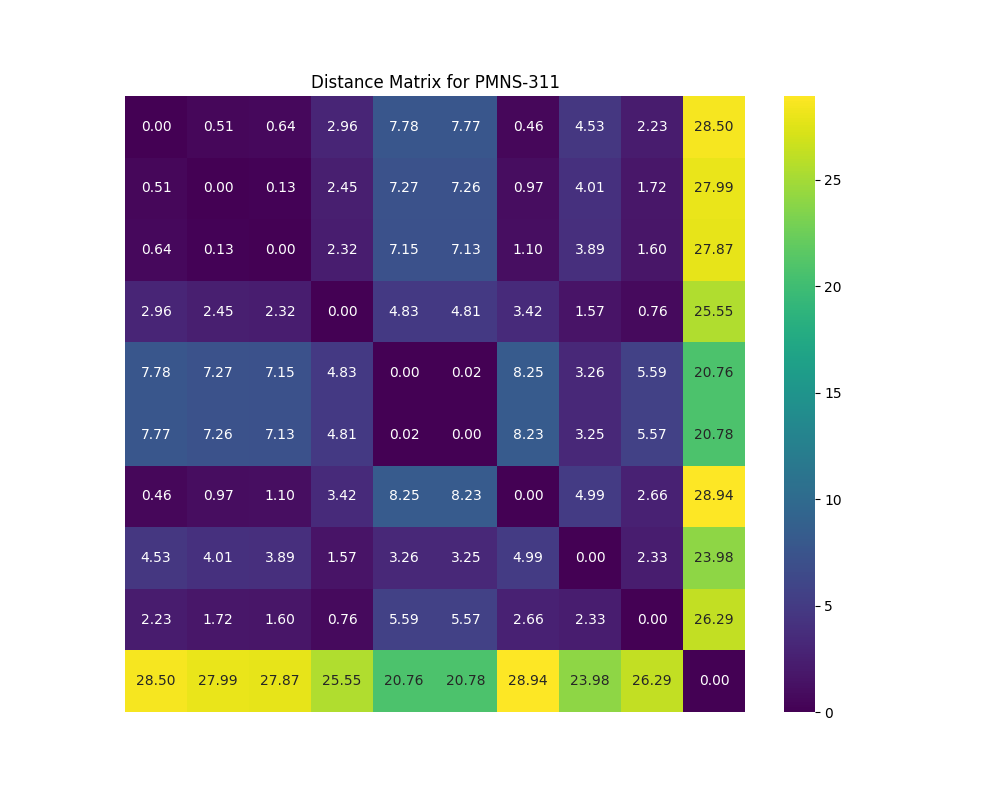 Distance Matrix for PMNS-311
0.00 0.51 0.64 2.96 7.78 7.77 0.46 4.53 2.23 28.50
0.51 0.00 0.13 2.45 7.27 7.26 0.97 4.01 1.72 27.99
0.64 0.13 0.00 2.32 7.15 7.13 1.10 3.89 1.60 27.87
2.96 2.45 2.32 0.00 4.83 4.81 3.42 1.57 0.76 25.55
7.78 7.27 7.15 4.83 0.00 0.02 8.25 3.26 5.59 20.76
7.77 7.26 7.13 4.81 0.02 0.00 8.23 3.25 5.57 20.78
0.46 0.97 1.10 3.42 8.25 8.23 0.00 4.99 2.66 28.94
4.53 4.01 3.89 1.57 3.26 3.25 4.99 0.00 2.33 23.98
2.23 1.72 1.60 0.76 5.59 5.57 2.66 2.33 0.00 26.29
28.50 27.99 27.87 25.55 20.76 20.78 28.94 23.98 26.29 0.00
25
20
15
10
5
0